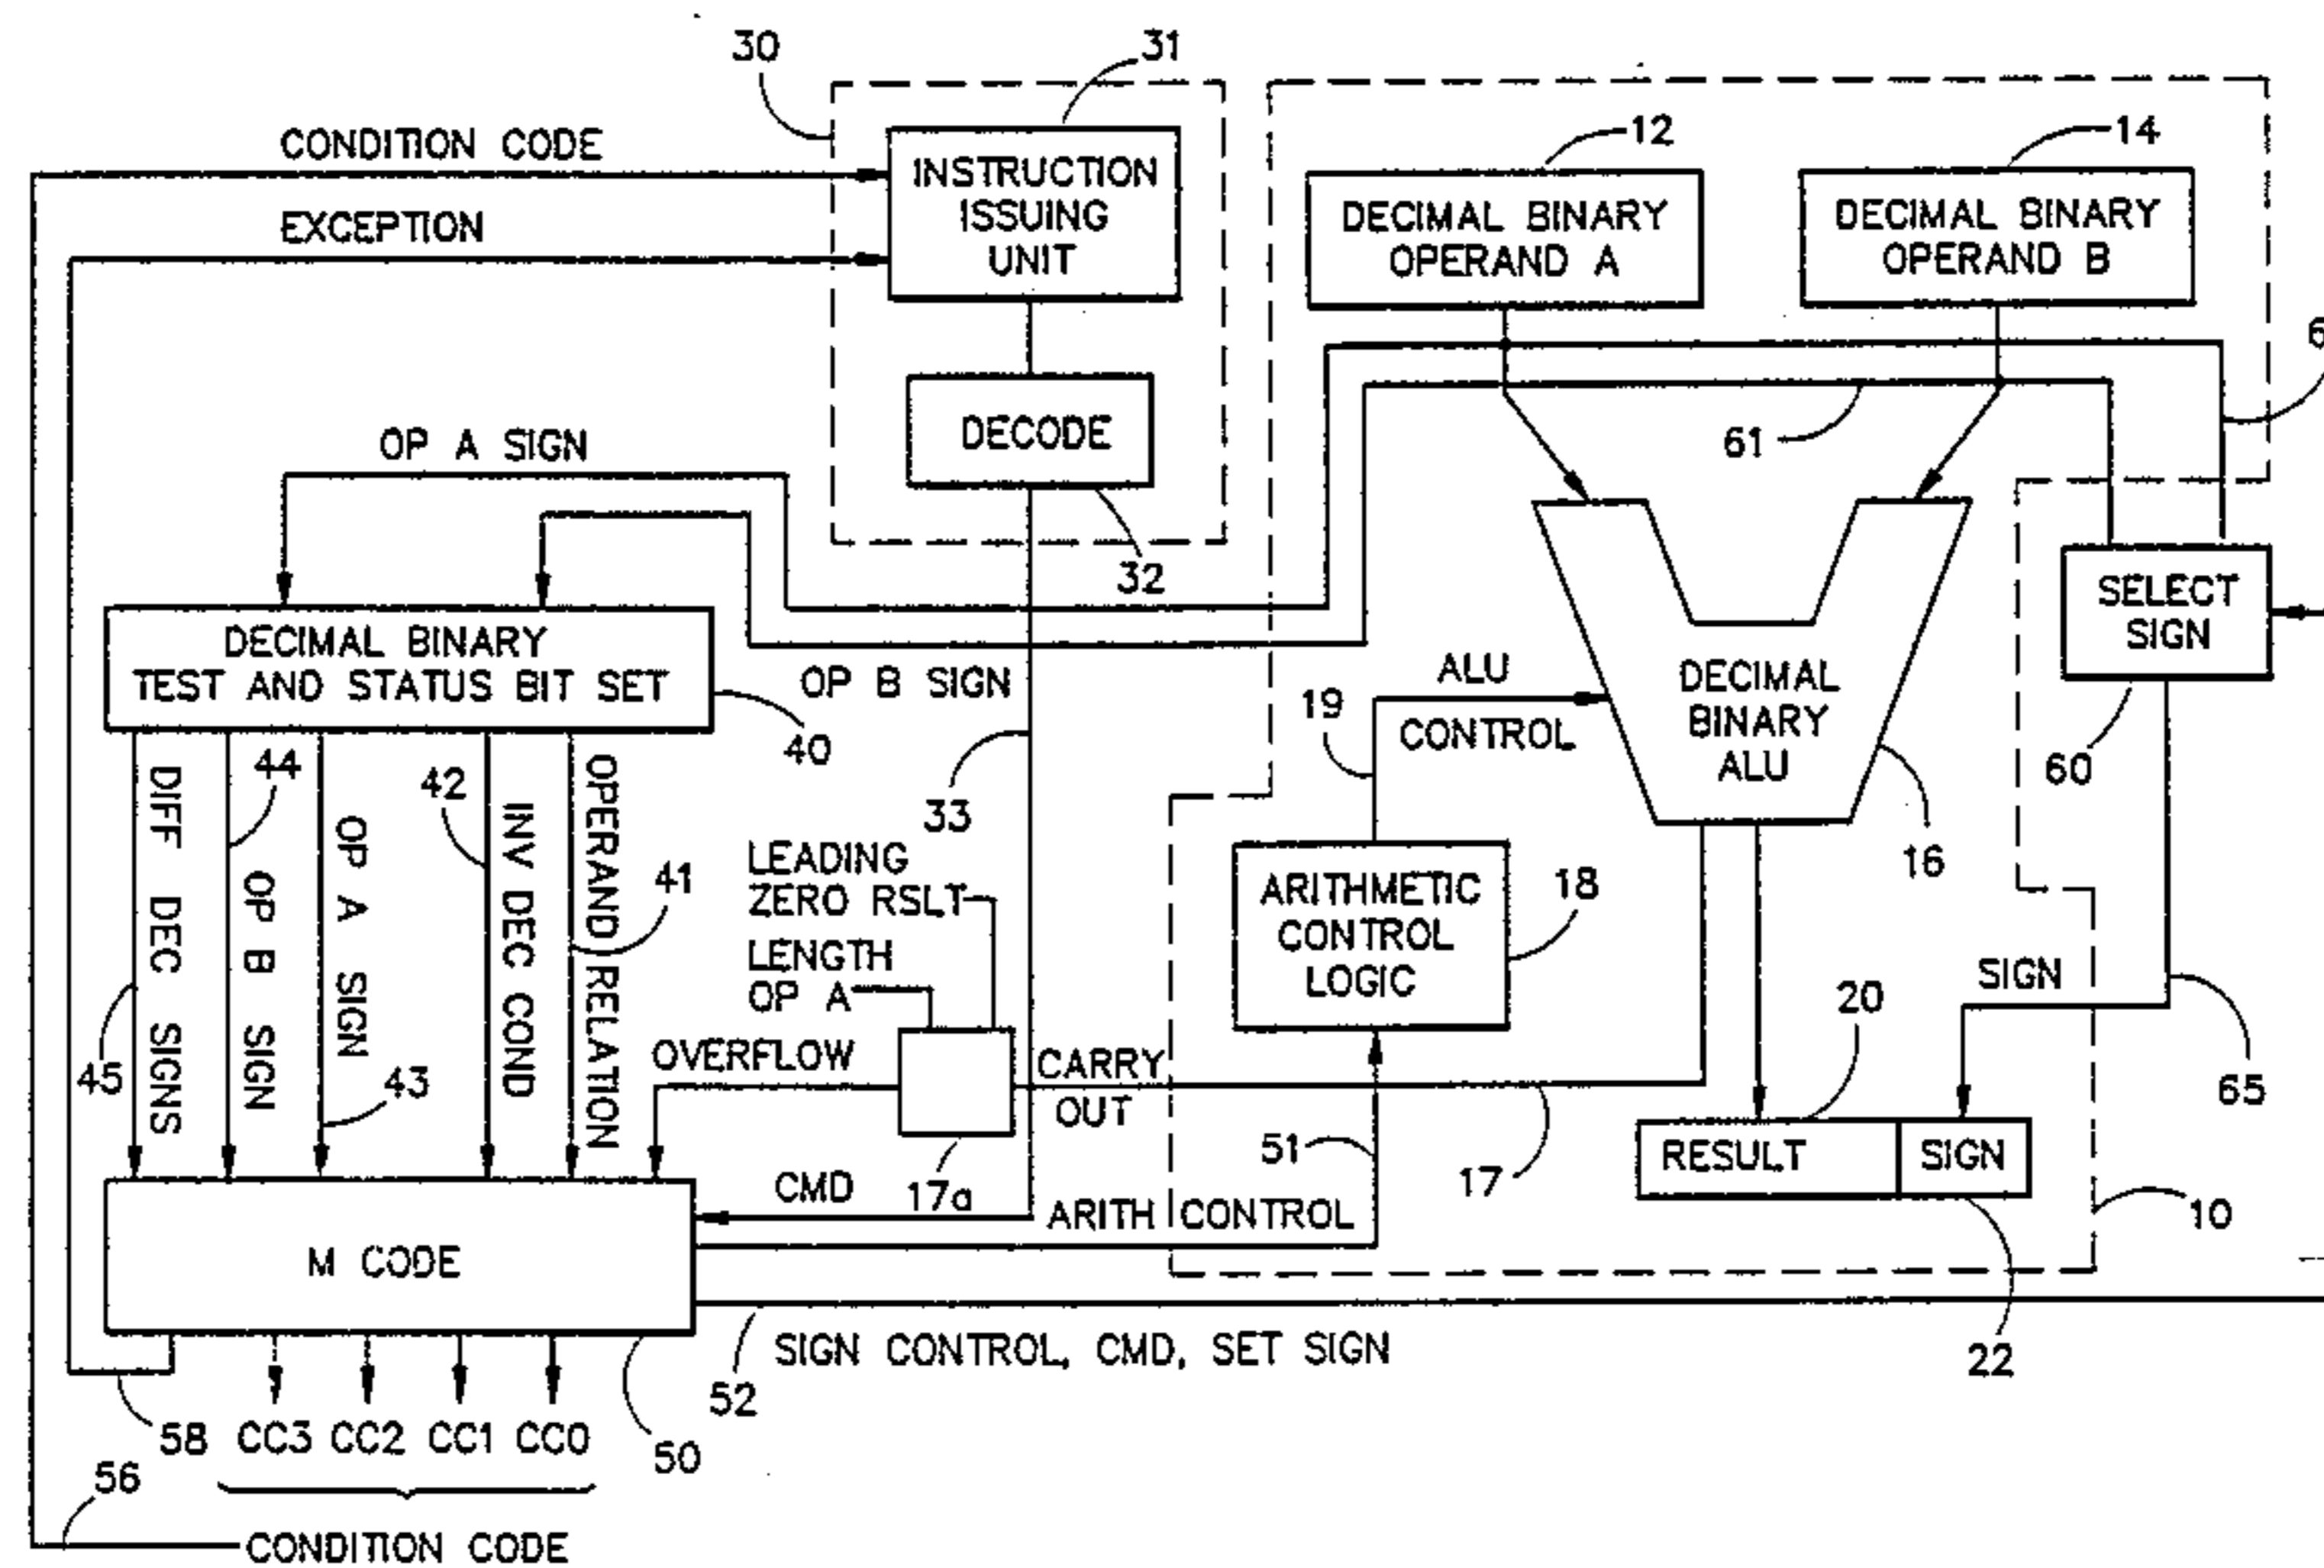 30
31
12
14
CONDITION CODE
EXCEPTION
INSTRUCTION
ISSUING
UNIT
DECIMAL BINARY
OPERAND A
DECIMAL BINARY
OPERAND B
DECODE
32
61
6
OP A SIGN
DECIMAL BINARY
TEST AND STATUS BIT SET
40
OP B SIGN
33
ALU
CONTROL
19
DECIMAL
BINARY
ALU
16
SELECT
SIGN
60
DIFF DEC SIGNS
45
44
OP B SIGN
OP A SIGN
43
42
INV DEC COND
OPERAND RELATION
41
LEADING
ZERO RSLT
LENGTH
OP A
ARITHMETIC
CONTROL
LOGIC
18
SIGN
65
20
OVERFLOW
CARRY
OUT
17a
51
17
RESULT
SIGN
10
22
CMD
ARITH CONTROL
M CODE
52
SIGN CONTROL, CMD, SET SIGN
58
CC3 CC2 CC1 CC0
50
56
CONDITION CODE